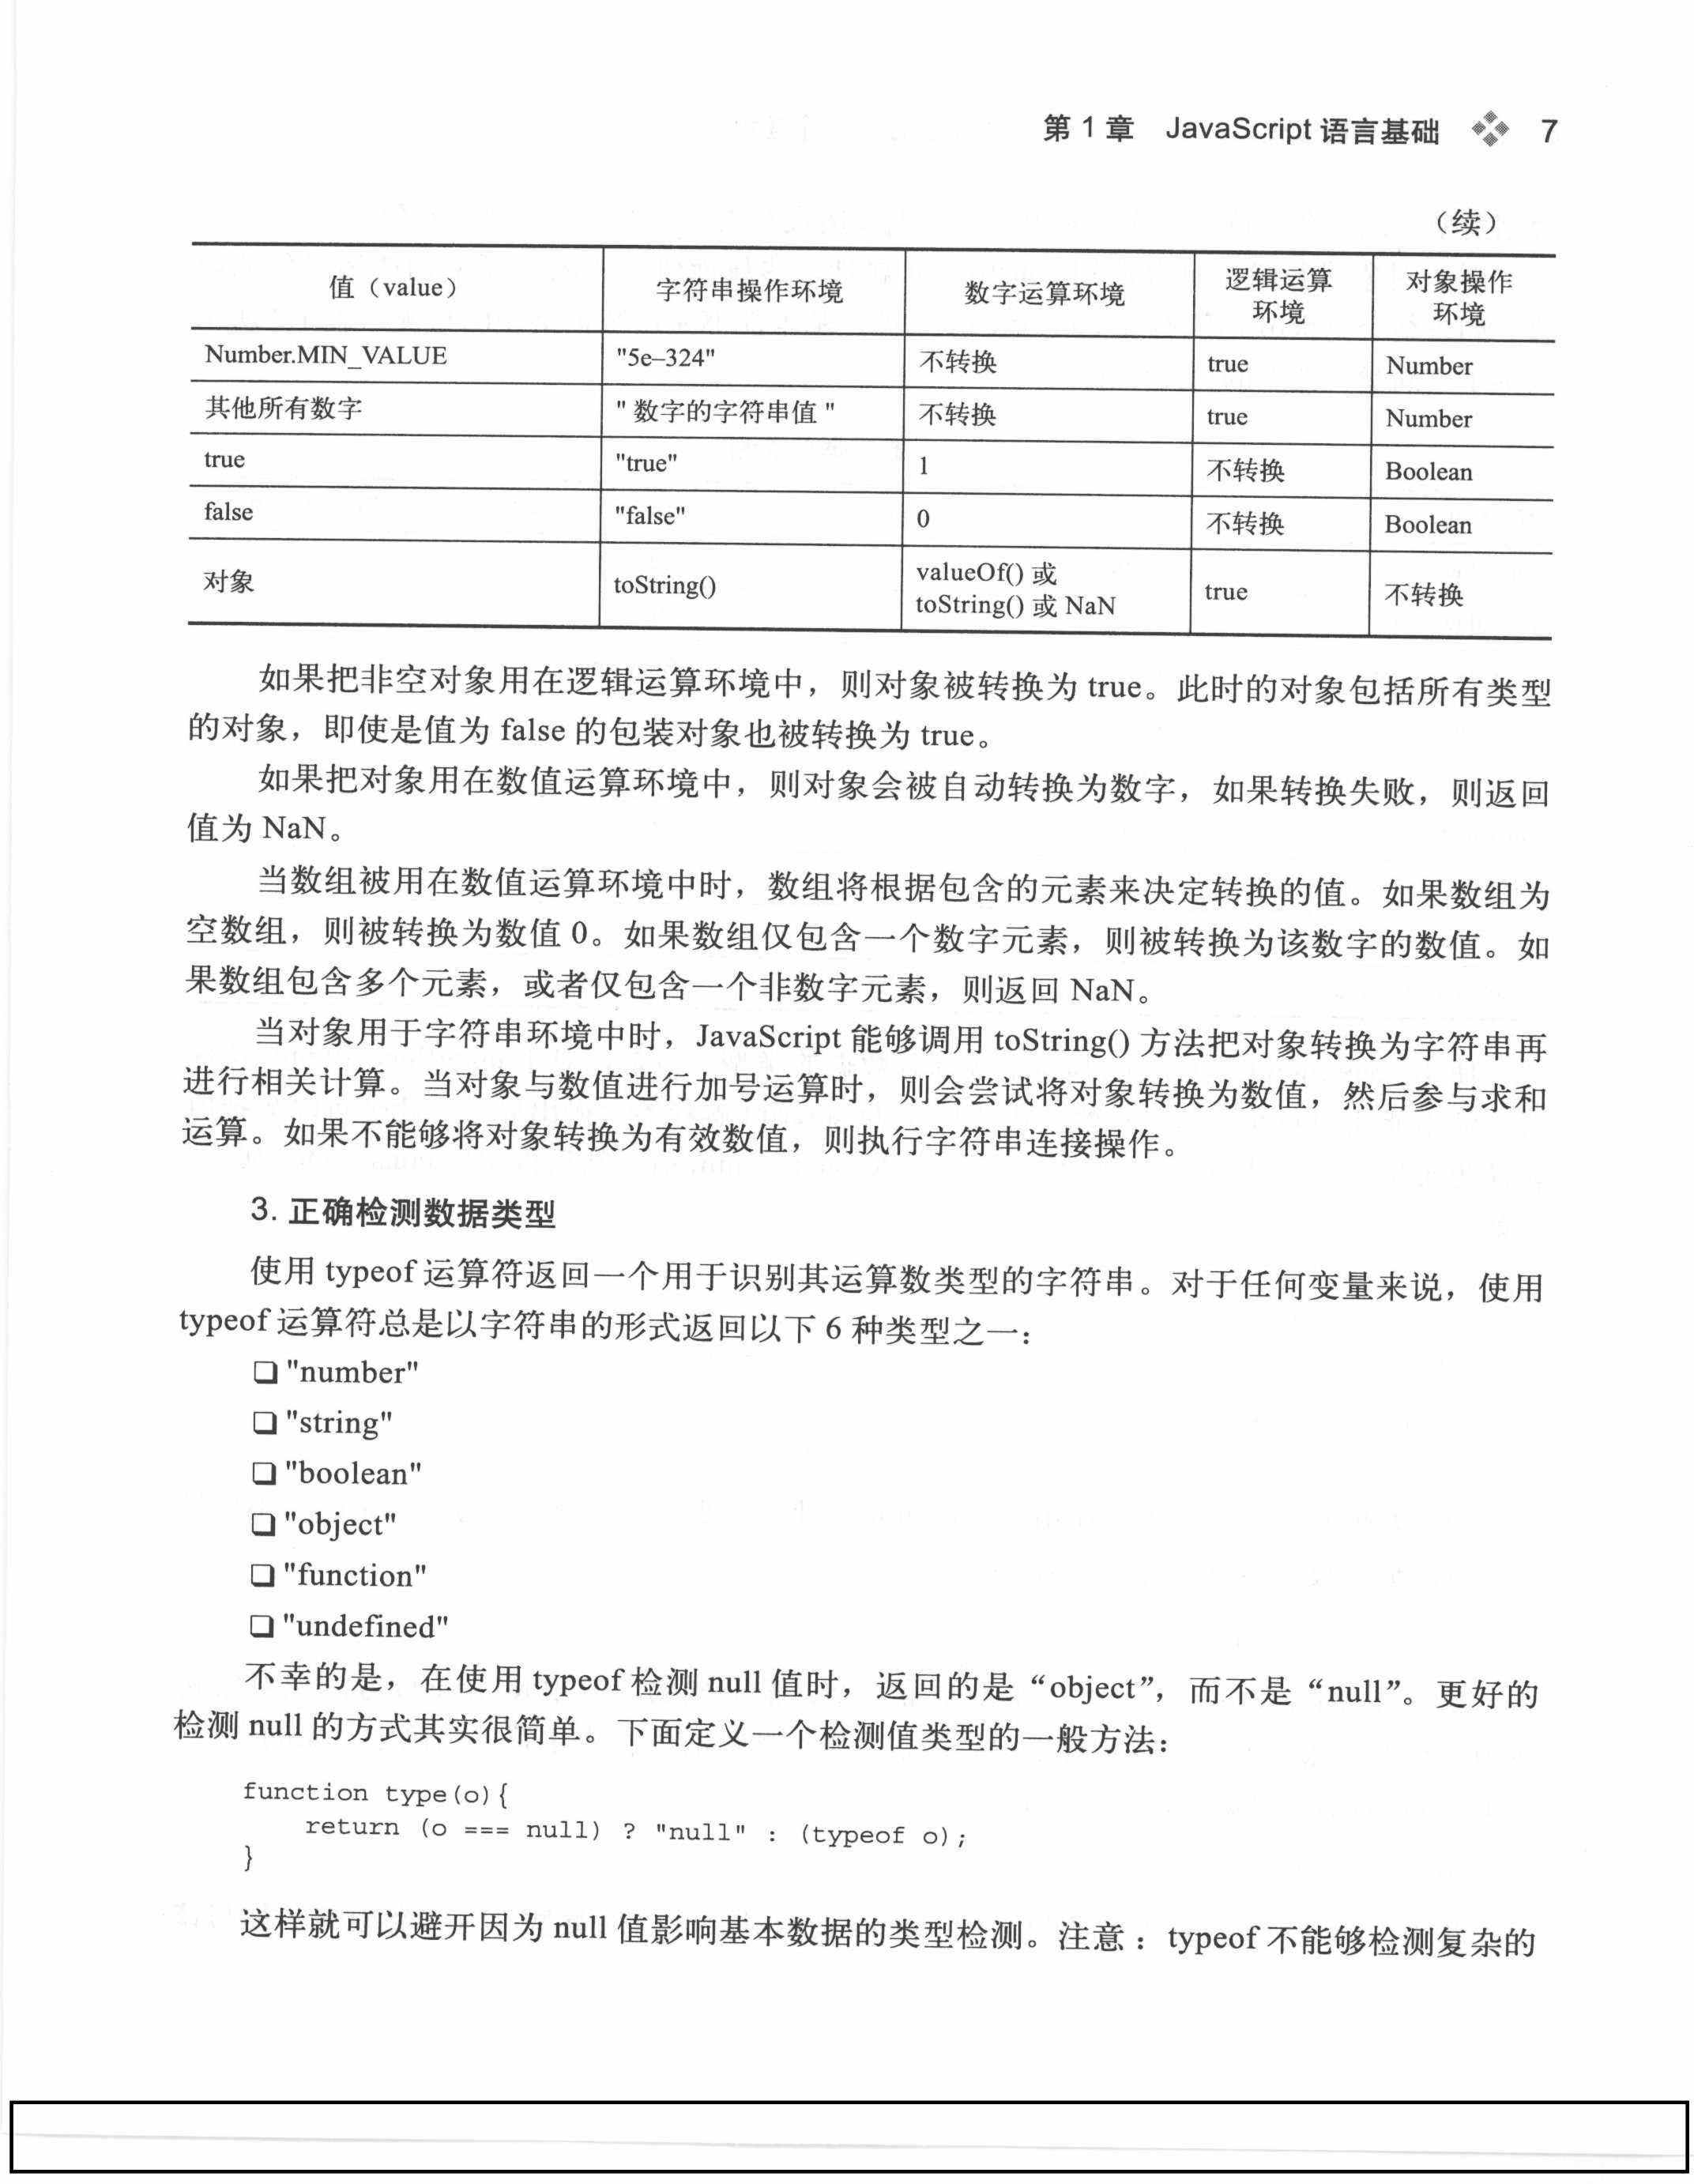 第 1 章 JavaScript 语言基础 7
（续）
值（value） 字符串操作环境 数字运算环境 逻辑运算环境 对象操作环境
Number.MIN_VALUE "5e–324" 不转换 true Number
其他所有数字 " 数字的字符串值 " 不转换 true Number
true "true" 1 不转换 Boolean
false "false" 0 不转换 Boolean
对象 toString() valueOf() 或 toString() 或 NaN true 不转换
如果把非空对象用在逻辑运算环境中，则对象被转换为 true。此时的对象包括所有类型
的对象，即使是值为 false 的包装对象也被转换为 true。
如果把对象用在数值运算环境中，则对象会被自动转换为数字，如果转换失败，则返回
值为 NaN。
当数组被用在数值运算环境中时，数组将根据包含的元素来决定转换的值。如果数组为
空数组，则被转换为数值 0。如果数组仅包含一个数字元素，则被转换为该数字的数值。如
果数组包含多个元素，或者仅包含一个非数字元素，则返回 NaN。
当对象用于字符串环境中时，JavaScript 能够调用 toString() 方法把对象转换为字符串再
进行相关计算。当对象与数值进行加号运算时，则会尝试将对象转换为数值，然后参与求和
运算。如果不能够将对象转换为有效数值，则执行字符串连接操作。
3. 正确检测数据类型
使用 typeof 运算符返回一个用于识别其运算数类型的字符串。对于任何变量来说，使用
typeof 运算符总是以字符串的形式返回以下 6 种类型之一：
❏ "number"
❏ "string"
❏ "boolean"
❏ "object"
❏ "function"
❏ "undefined"
不幸的是，在使用 typeof 检测 null 值时，返回的是“object”，而不是“null”。更好的
检测 null 的方式其实很简单。下面定义一个检测值类型的一般方法：
function type(o){
    return (o === null) ? "null" : (typeof o);
}
这样就可以避开因为 null 值影响基本数据的类型检测。注意：typeof 不能够检测复杂的